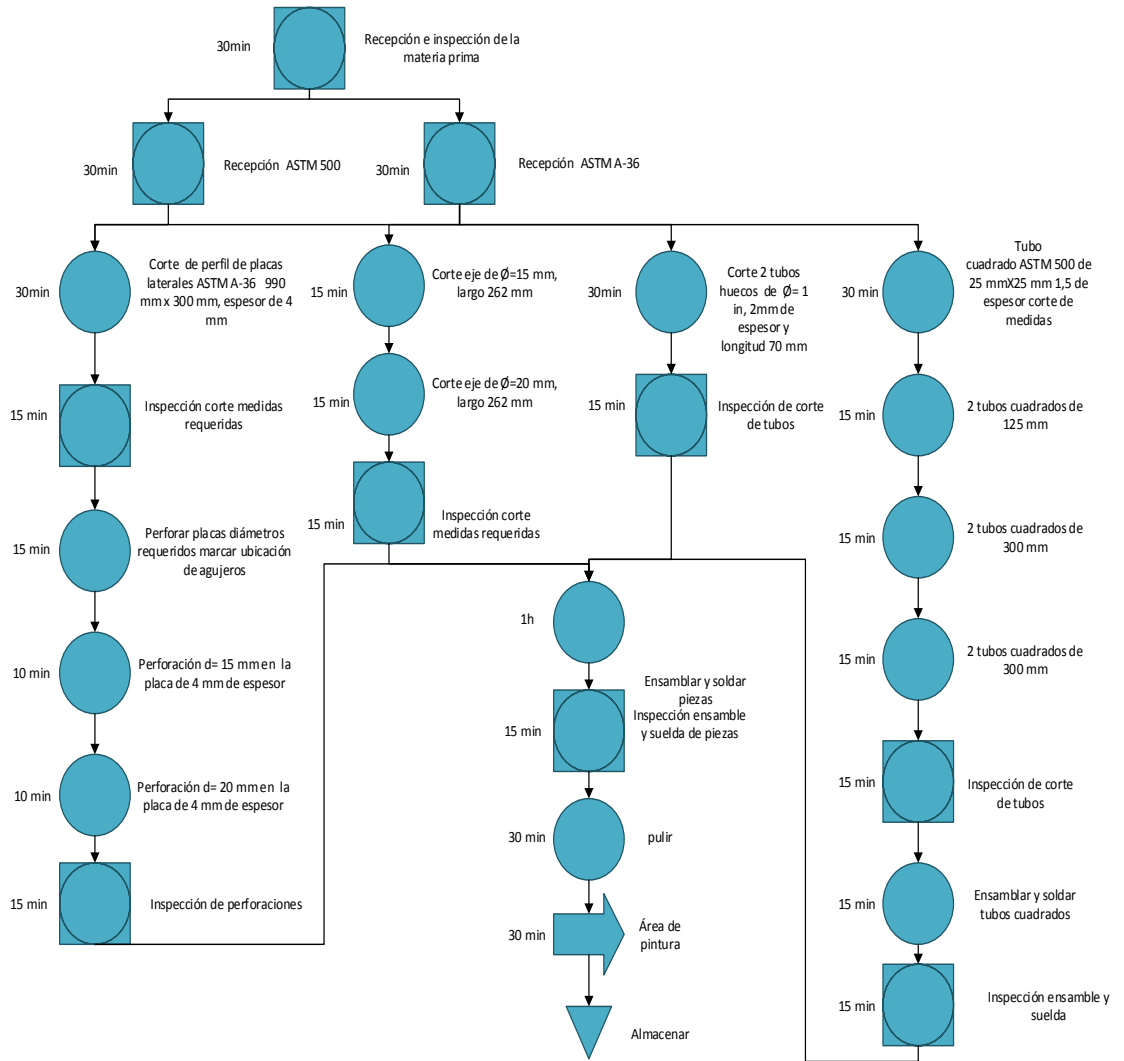 30min
Recepción e inspección de la
materia prima
30min
Recepción ASTM 500
30min
Recepción ASTM A-36
30min
Corte de perfil de placas
laterales ASTM A-36 990
mm x 300 mm, espesor de 4
mm
15 min
Inspección corte medidas
requeridas
15 min
Perforar placas diámetros
requeridos marcar ubicación
de agujeros
10 min
Perforación d= 15 mm en la
placa de 4 mm de espesor
10 min
Perforación d= 20 mm en la
placa de 4 mm de espesor
15 min
Inspección de perforaciones
15 min
Corte eje de Ø=15 mm,
largo 262 mm
15 min
Corte eje de Ø=20 mm,
largo 262 mm
15 min
Inspección corte
medidas requeridas
30min
Corte 2 tubos
huecos de Ø= 1
in, 2mm de
espesor y
longitud 70 mm
15 min
Inspección de corte
de tubos
1h
Ensamblar y soldar
piezas
15 min
Inspección ensamble
y suelda de piezas
30 min
pulir
30 min
Área de
pintura
Almacenar
30 min
Tubo
cuadrado ASTM 500 de
25 mmX25 mm 1,5 de
espesor corte de
medidas
15 min
2 tubos cuadrados de
125 mm
15 min
2 tubos cuadrados de
300 mm
15 min
2 tubos cuadrados de
300 mm
15 min
Inspección de corte
de tubos
15 min
Ensamblar y soldar
tubos cuadrados
15 min
Inspección ensamble y
suelda